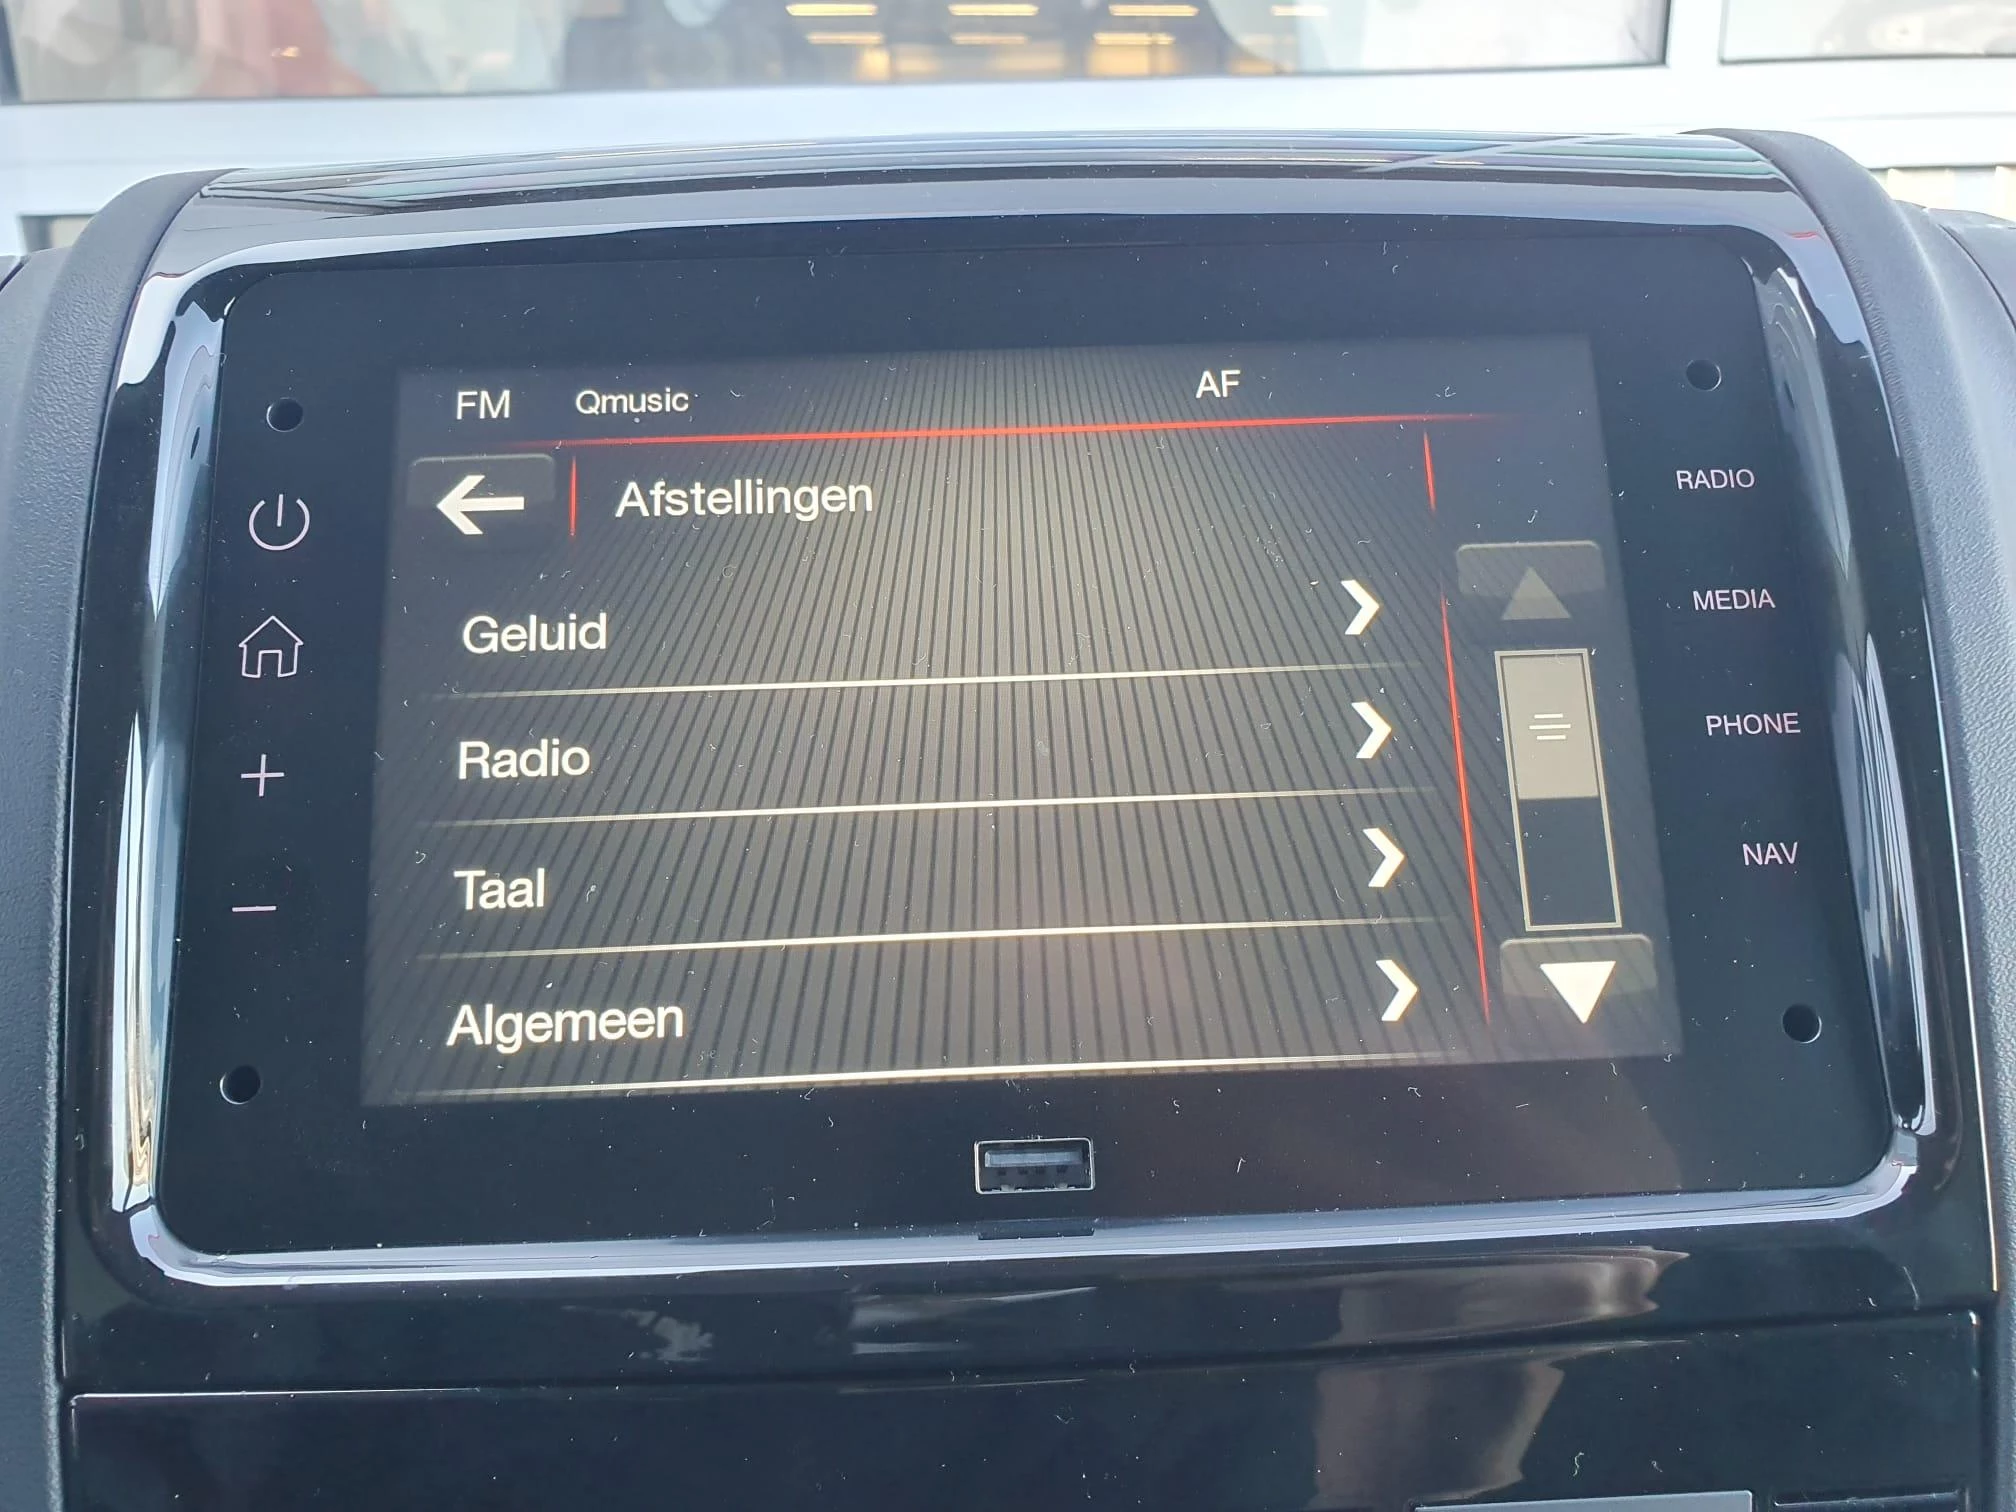 FM Qmusic AF
Afstellingen
Geluid
Radio
Taal
Algemeen
RADIO
MEDIA
PHONE
NAV